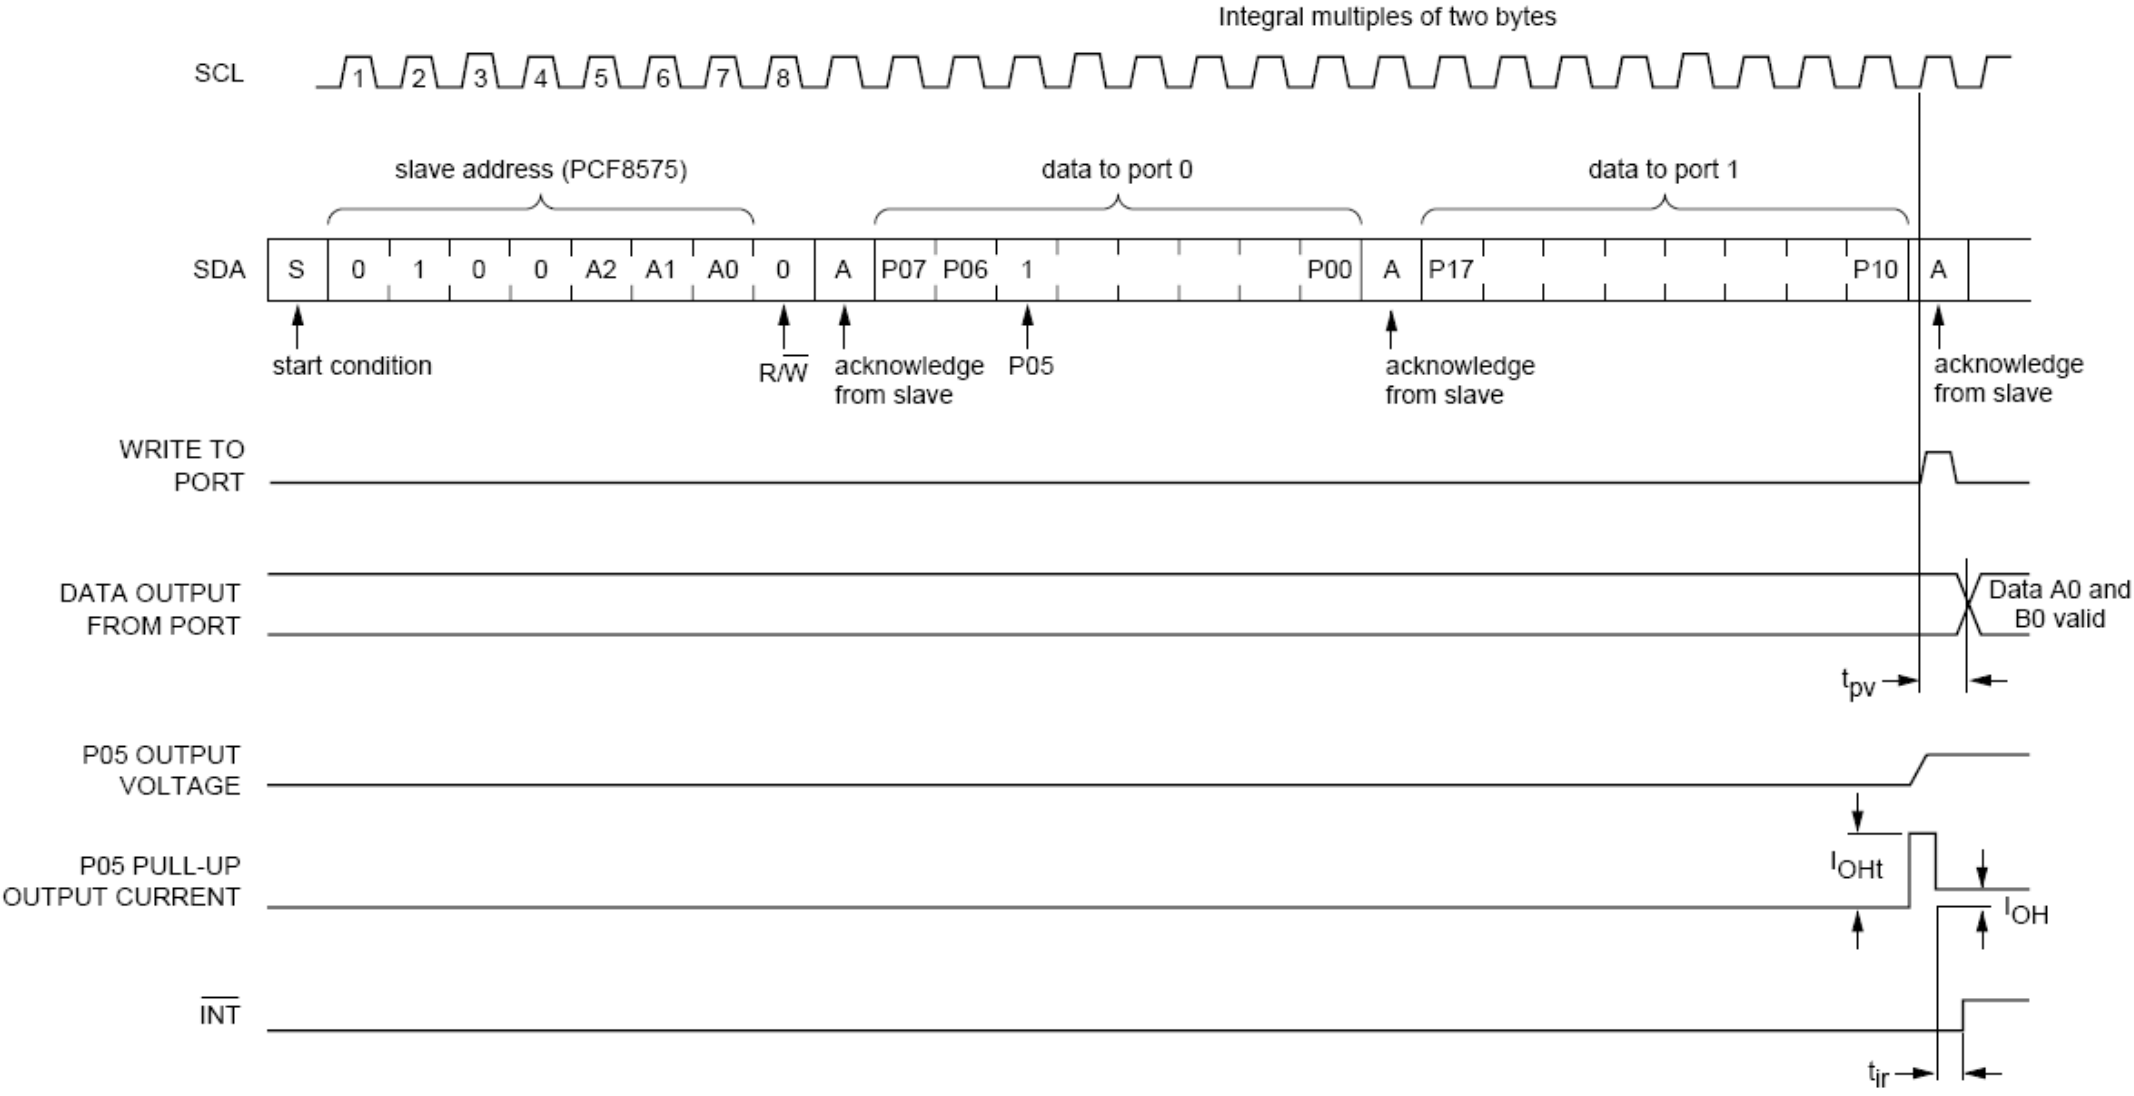 Integral multiples of two bytes
SCL
1 2 3 4 5 6 7 8
slave address (PCF8575)
data to port 0
data to port 1
SDA
S 0 1 0 0 A2 A1 A0 0 A P07 P06 1 P00 A P17 P10 A
start condition
R/W̅
acknowledge
from slave
P05
acknowledge
from slave
acknowledge
from slave
WRITE TO
PORT
DATA OUTPUT
FROM PORT
Data A0 and
B0 valid
tpv
P05 OUTPUT
VOLTAGE
P05 PULL-UP
OUTPUT CURRENT
IOHt
IOH
I̅N̅T̅
tir